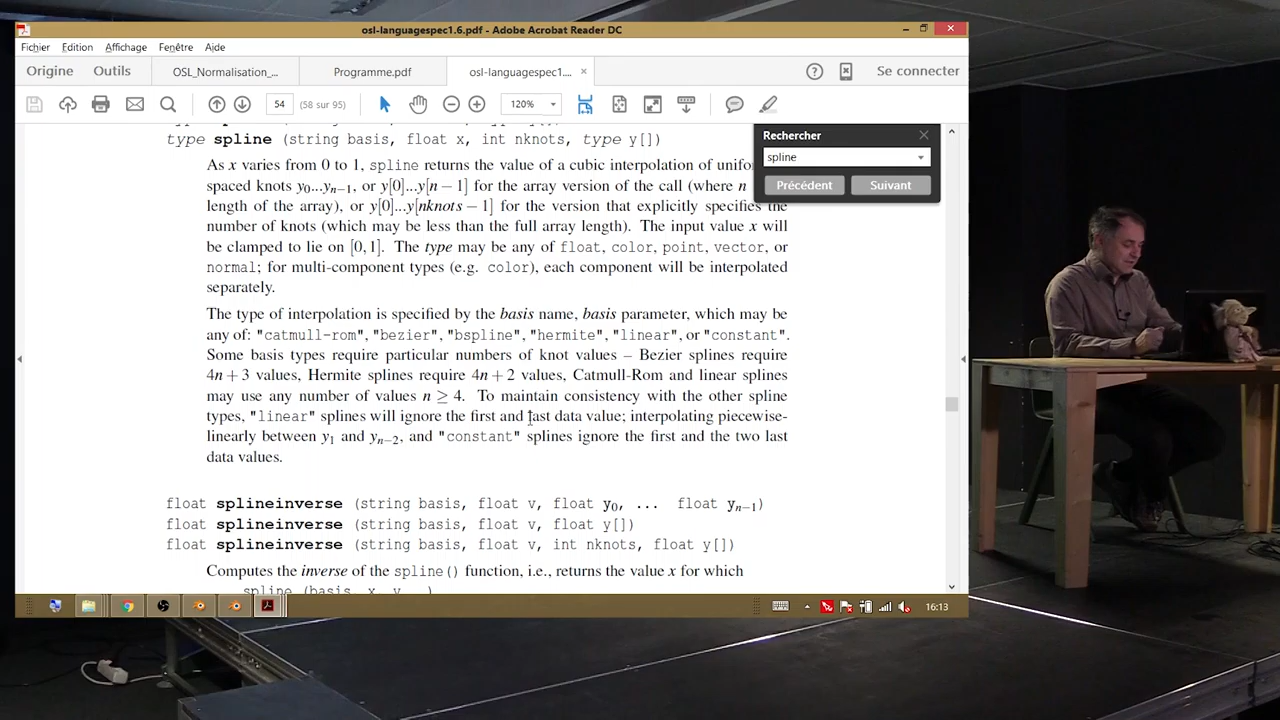 osl-languagespec1.6.pdf - Adobe Acrobat Reader DC
Fichier Edition Affichage Fenêtre Aide
Origine Outils OSL_Normalisation_... Programme.pdf osl-languagespec1.... × Se connecter
54 (58 sur 95) 120%
type spline (string basis, float x, int nknots, type y[])
Rechercher
spline
Précédent Suivant
As x varies from 0 to 1, spline returns the value of a cubic interpolation of
spaced knots y0...yn−1, or y[0]...y[n − 1] for the array version of the call (where n
length of the array), or y[0]...y[nknots − 1] for the version that explicitly specifies the
number of knots (which may be less than the full array length). The input value x will
be clamped to lie on [0,1]. The type may be any of float, color, point, vector, or
normal; for multi-component types (e.g. color), each component will be interpolated
separately.
The type of interpolation is specified by the basis name, basis parameter, which may be
any of: "catmull-rom", "bezier", "bspline", "hermite", "linear", or "constant".
Some basis types require particular numbers of knot values – Bezier splines require
4n+3 values, Hermite splines require 4n+2 values, Catmull-Rom and linear splines
may use any number of values n ≥ 4. To maintain consistency with the other spline
types, "linear" splines will ignore the first and last data value; interpolating piecewise-
linearly between y1 and yn−2, and "constant" splines ignore the first and the two last
data values.
float splineinverse (string basis, float v, float y0, ... float yn−1)
float splineinverse (string basis, float v, float y[])
float splineinverse (string basis, float v, int nknots, float y[])
Computes the inverse of the spline() function, i.e., returns the value x for which
spline (basis, x, y...)
16:13